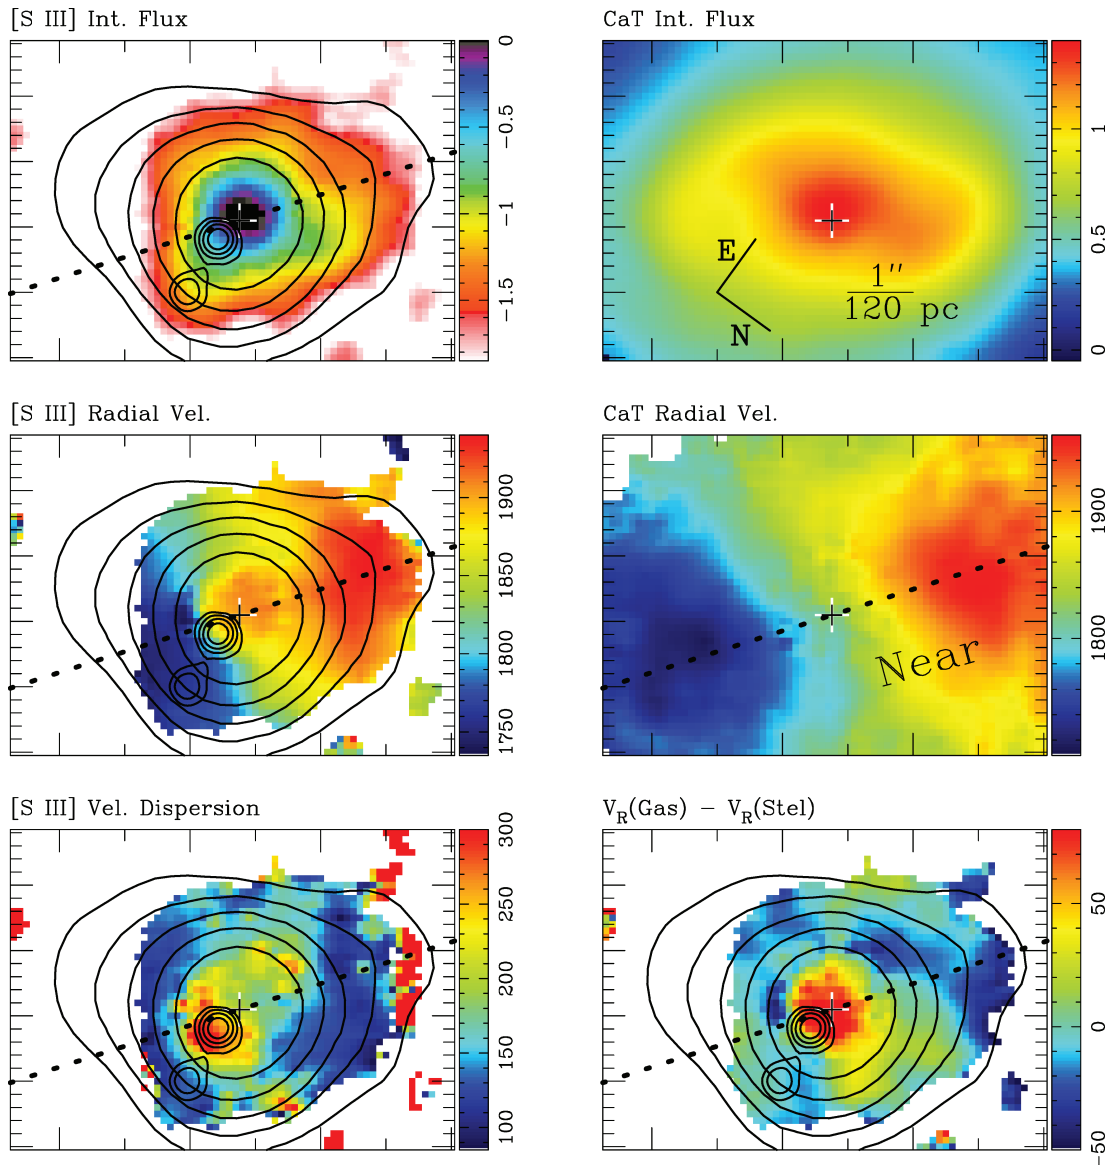 [S III] Int. Flux
CaT Int. Flux
0
−0.5
−1
−1.5
E
N
1″
120 pc
1
0.5
0
[S III] Radial Vel.
CaT Radial Vel.
1900
1850
1800
1750
Near
1900
1800
[S III] Vel. Dispersion
V_R(Gas) − V_R(Stel)
300
250
200
150
100
50
0
−50